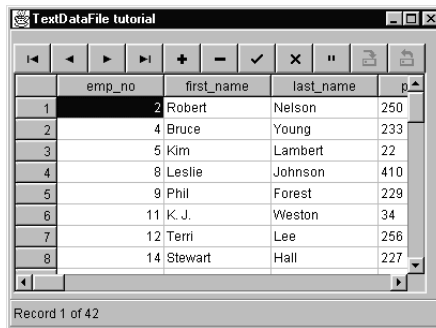 TextDataFile tutorial
emp_no first_name last_name p
1 2 Robert Nelson 250
2 4 Bruce Young 233
3 5 Kim Lambert 22
4 8 Leslie Johnson 410
5 9 Phil Forest 229
6 11 K. J. Weston 34
7 12 Terri Lee 256
8 14 Stewart Hall 227
Record 1 of 42